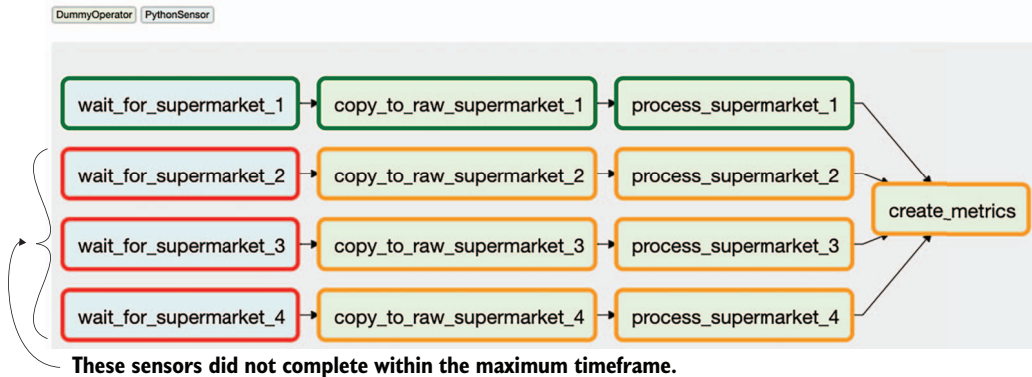 DummyOperator PythonSensor
wait_for_supermarket_1 copy_to_raw_supermarket_1 process_supermarket_1
wait_for_supermarket_2 copy_to_raw_supermarket_2 process_supermarket_2
create_metrics
wait_for_supermarket_3 copy_to_raw_supermarket_3 process_supermarket_3
wait_for_supermarket_4 copy_to_raw_supermarket_4 process_supermarket_4
These sensors did not complete within the maximum timeframe.